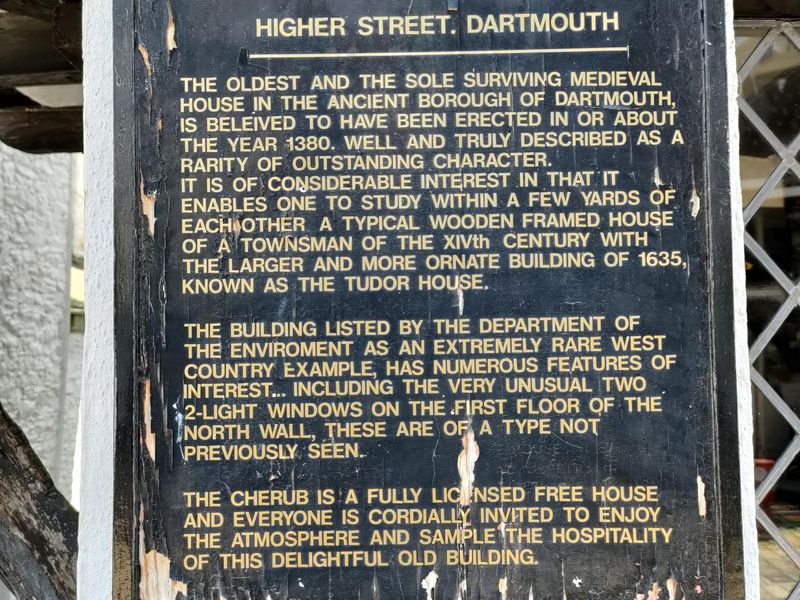 HIGHER STREET. DARTMOUTH
THE OLDEST AND THE SOLE SURVIVING MEDIEVAL
HOUSE IN THE ANCIENT BOROUGH OF DARTMOUTH,
IS BELEIVED TO HAVE BEEN ERECTED IN OR ABOUT
THE YEAR 1380. WELL AND TRULY DESCRIBED AS A
RARITY OF OUTSTANDING CHARACTER.
IT IS OF CONSIDERABLE INTEREST IN THAT IT
ENABLES ONE TO STUDY WITHIN A FEW YARDS OF
EACH OTHER A TYPICAL WOODEN FRAMED HOUSE
OF A TOWNSMAN OF THE XIVth CENTURY WITH
THE LARGER AND MORE ORNATE BUILDING OF 1635,
KNOWN AS THE TUDOR HOUSE.
THE BUILDING LISTED BY THE DEPARTMENT OF
THE ENVIROMENT AS AN EXTREMELY RARE WEST
COUNTRY EXAMPLE, HAS NUMEROUS FEATURES OF
INTEREST... INCLUDING THE VERY UNUSUAL TWO
2-LIGHT WINDOWS ON THE FIRST FLOOR OF THE
NORTH WALL, THESE ARE OF A TYPE NOT
PREVIOUSLY SEEN.
THE CHERUB IS A FULLY LICENSED FREE HOUSE
AND EVERYONE IS CORDIALLY INVITED TO ENJOY
THE ATMOSPHERE AND SAMPLE THE HOSPITALITY
OF THIS DELIGHTFUL OLD BUILDING.